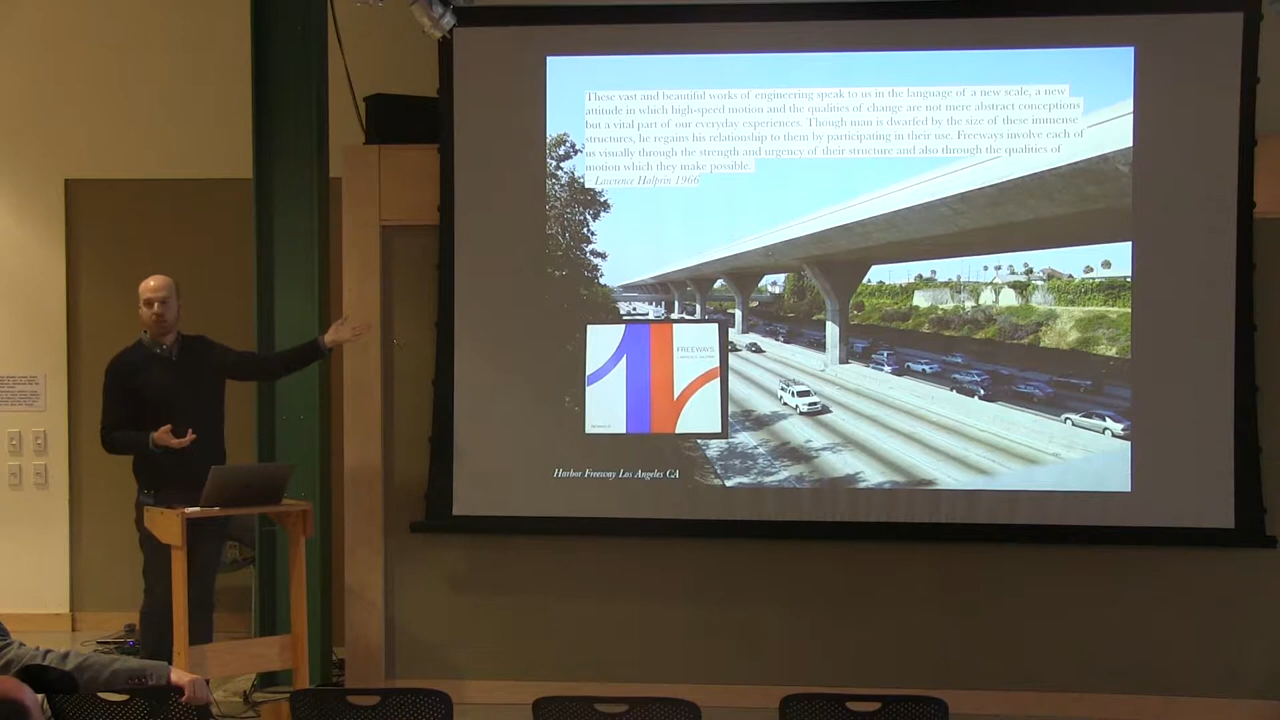 These vast and beautiful works of engineering speak to us in the language of a new scale, a new
attitude in which high-speed motion and the qualities of change are not mere abstract conceptions
but a vital part of our everyday experiences. Though man is dwarfed by the size of these immense
structures, he regains his relationship to them by participating in their use. Freeways involve each of
us visually through the strength and urgency of their structure and also through the qualities of
motion which they make possible.
- Lawrence Halprin 1966
FREEWAYS
LAWRENCE HALPRIN
Harbor Freeway Los Angeles CA